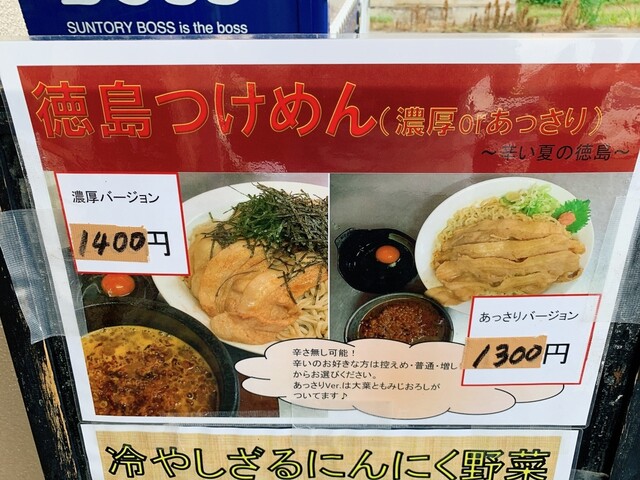 BOSS
SUNTORY BOSS is the boss
徳島つけめん(濃厚orあっさり)
～辛い夏の徳島～
濃厚バージョン
1400円
あっさりバージョン
1300円
辛さ無し可能！
辛いのお好きな方は控えめ・普通・増し
からお選びください。
あっさりVer.は大葉ともみじおろしが
ついてます♪
冷やしざるにんにく野菜